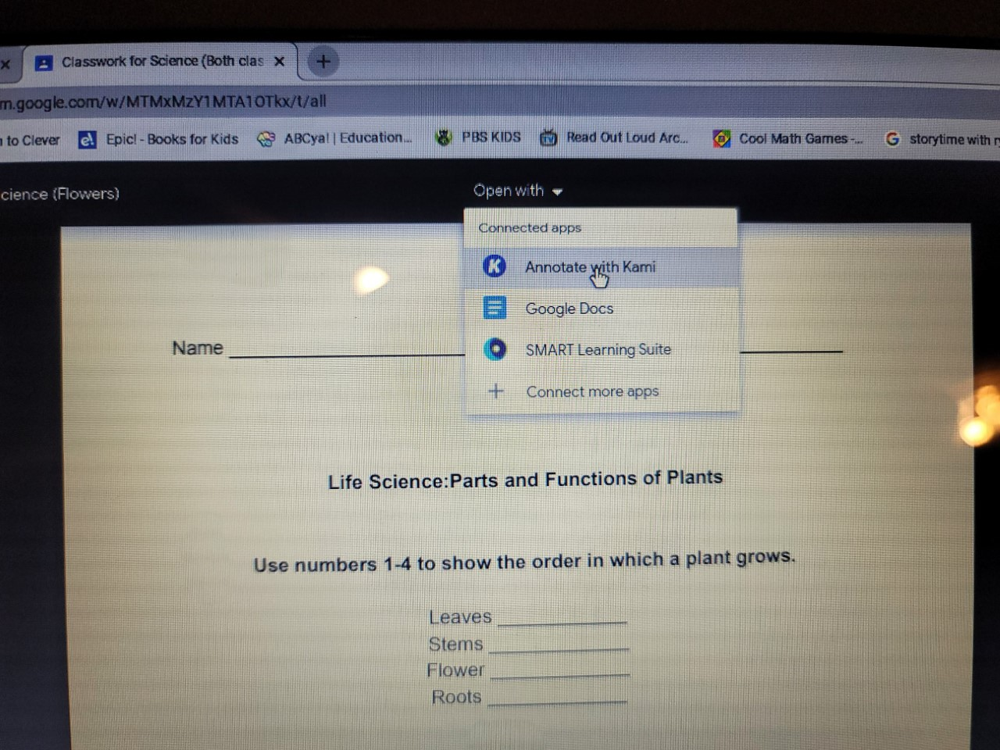 Classwork for Science (Both clas
m.google.com/w/MTMxMzY1MTA1OTkx/t/all
to Clever
e!
Epic! - Books for Kids
ABCya! | Education...
PBS KIDS
TV
Read Out Loud Arc...
Cool Math Games -...
G
storytime with r
cience (Flowers)
Open with
Connected apps
K
Annotate with Kami
Google Docs
SMART Learning Suite
Connect more apps
Name
Life Science:Parts and Functions of Plants
Use numbers 1-4 to show the order in which a plant grows.
Leaves
Stems
Flower
Roots